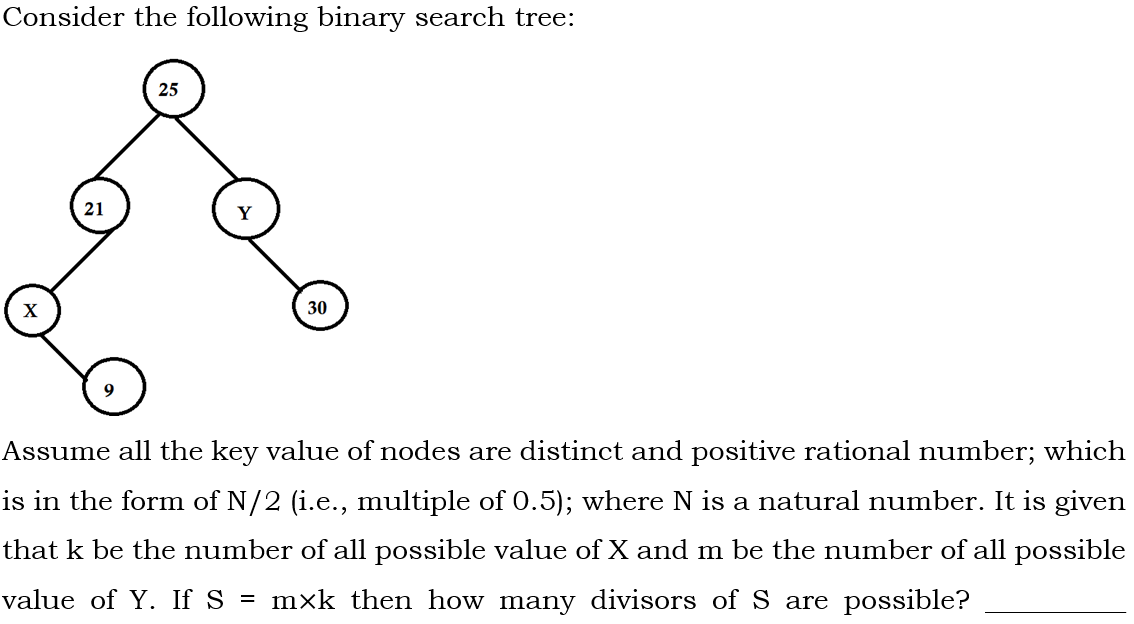 Consider the following binary search tree:
25
21
Y
X
30
9
Assume all the key value of nodes are distinct and positive rational number; which
is in the form of N/2 (i.e., multiple of 0.5); where N is a natural number. It is given
that k be the number of all possible value of X and m be the number of all possible
value of Y. If S = m×k then how many divisors of S are possible? __________